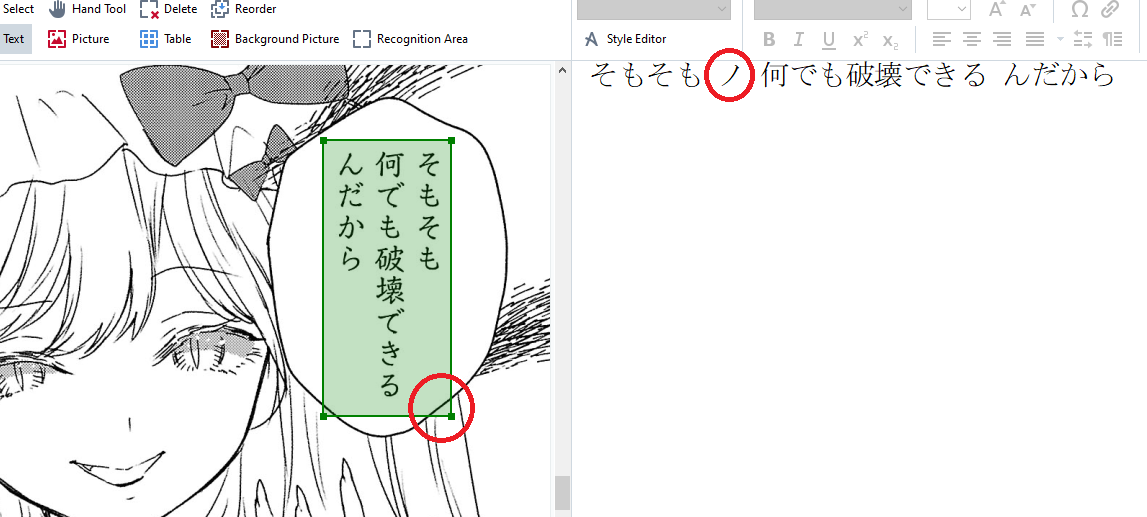 Select Hand Tool Delete Reorder
Text Picture Table Background Picture Recognition Area
Style Editor B I U x² x₂
A A Ω
そもそも ノ 何でも破壊できる んだから
そもそも
何でも破壊できる
んだから